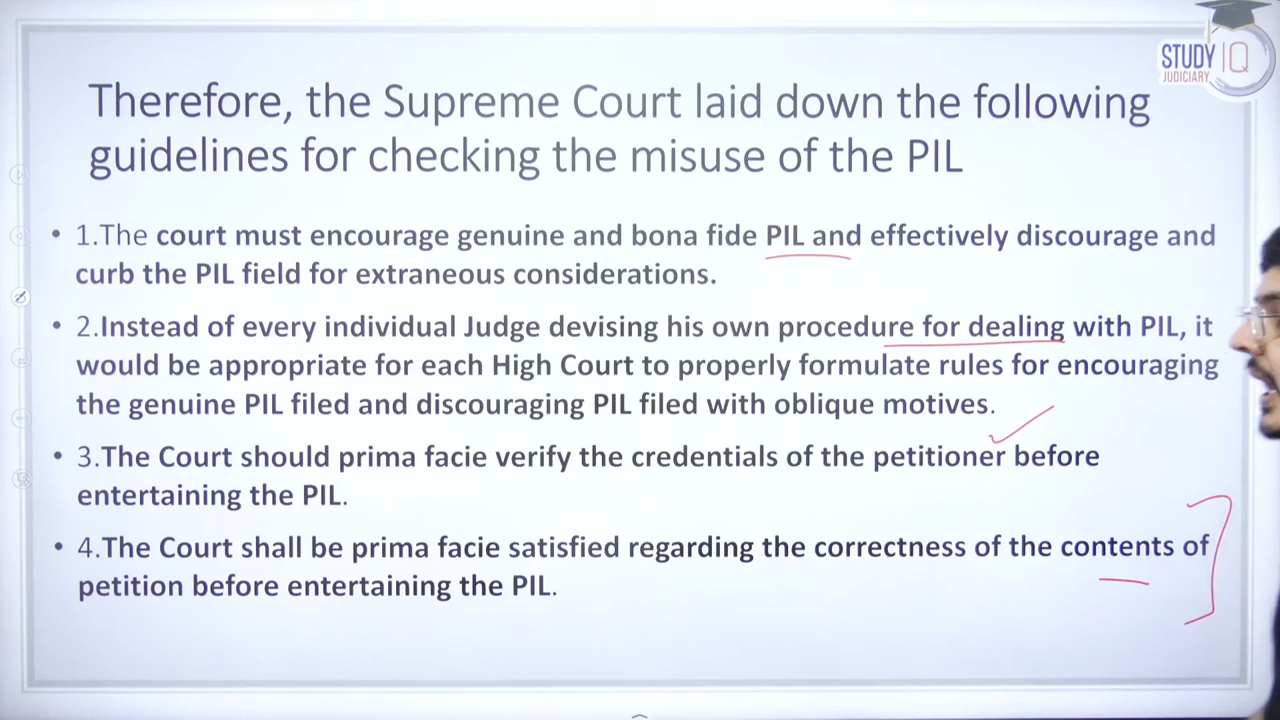 STUDY IQ
JUDICIARY
Therefore, the Supreme Court laid down the following
guidelines for checking the misuse of the PIL
• 1.The court must encourage genuine and bona fide PIL and effectively discourage and
curb the PIL field for extraneous considerations.
• 2.Instead of every individual Judge devising his own procedure for dealing with PIL, it
would be appropriate for each High Court to properly formulate rules for encouraging
the genuine PIL filed and discouraging PIL filed with oblique motives.
• 3.The Court should prima facie verify the credentials of the petitioner before
entertaining the PIL.
• 4.The Court shall be prima facie satisfied regarding the correctness of the contents of
petition before entertaining the PIL.